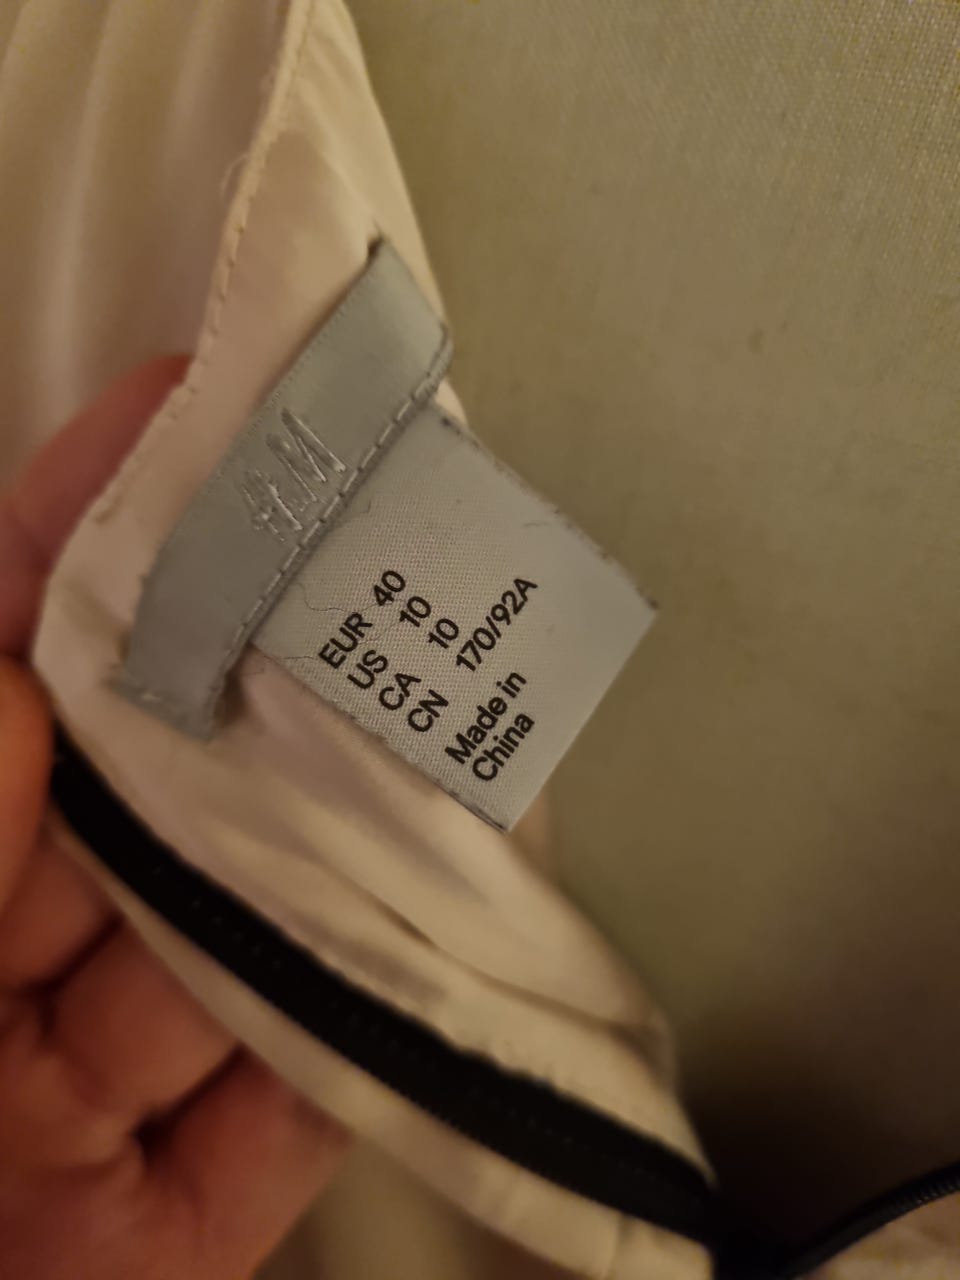 H&M
EUR 40
US 10
CA 10
CN 170/92A
Made in
China